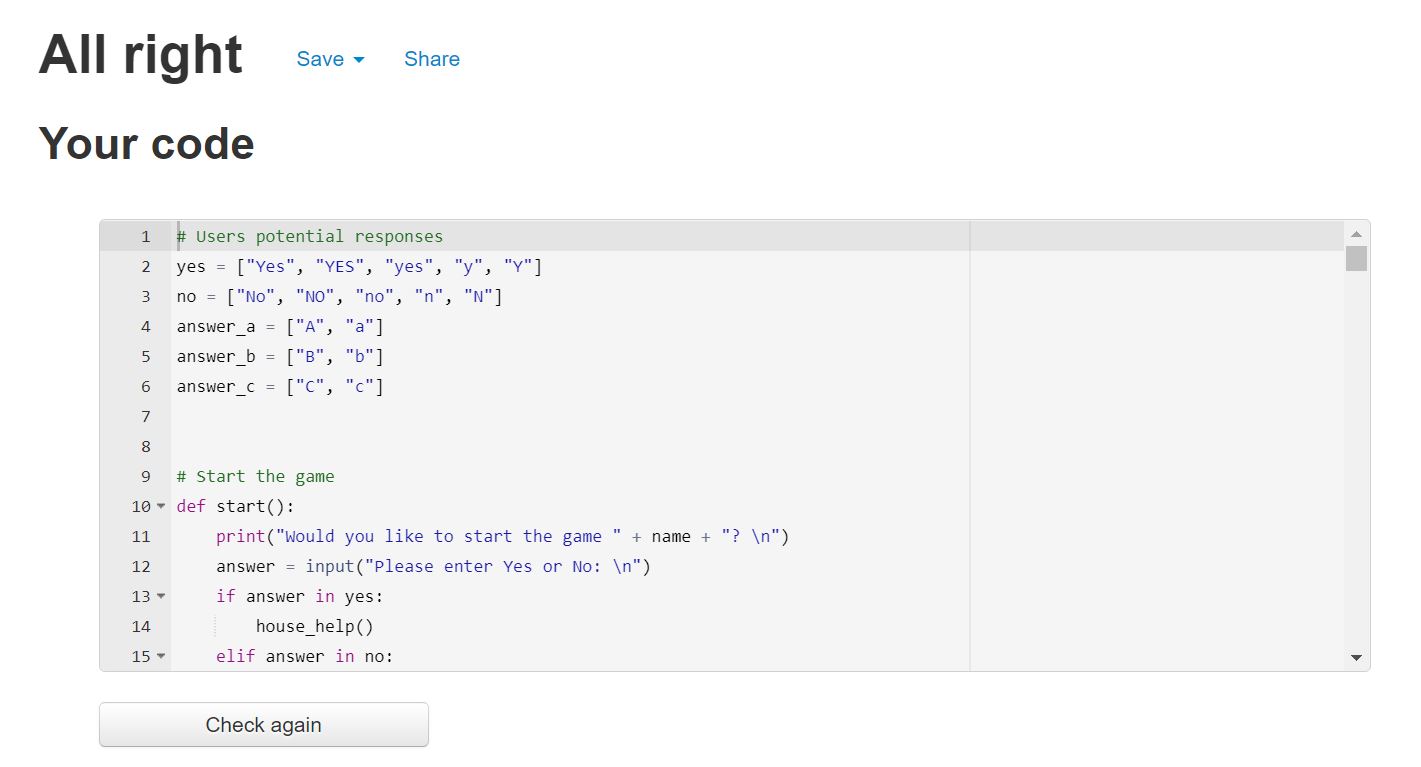 All right Save Share
Your code
1 # Users potential responses
2 yes = ["Yes", "YES", "yes", "y", "Y"]
3 no = ["No", "NO", "no", "n", "N"]
4 answer_a = ["A", "a"]
5 answer_b = ["B", "b"]
6 answer_c = ["C", "c"]
7
8
9 # Start the game
10 def start():
11     print("Would you like to start the game " + name + "? \n")
12     answer = input("Please enter Yes or No: \n")
13     if answer in yes:
14         house_help()
15     elif answer in no:
Check again